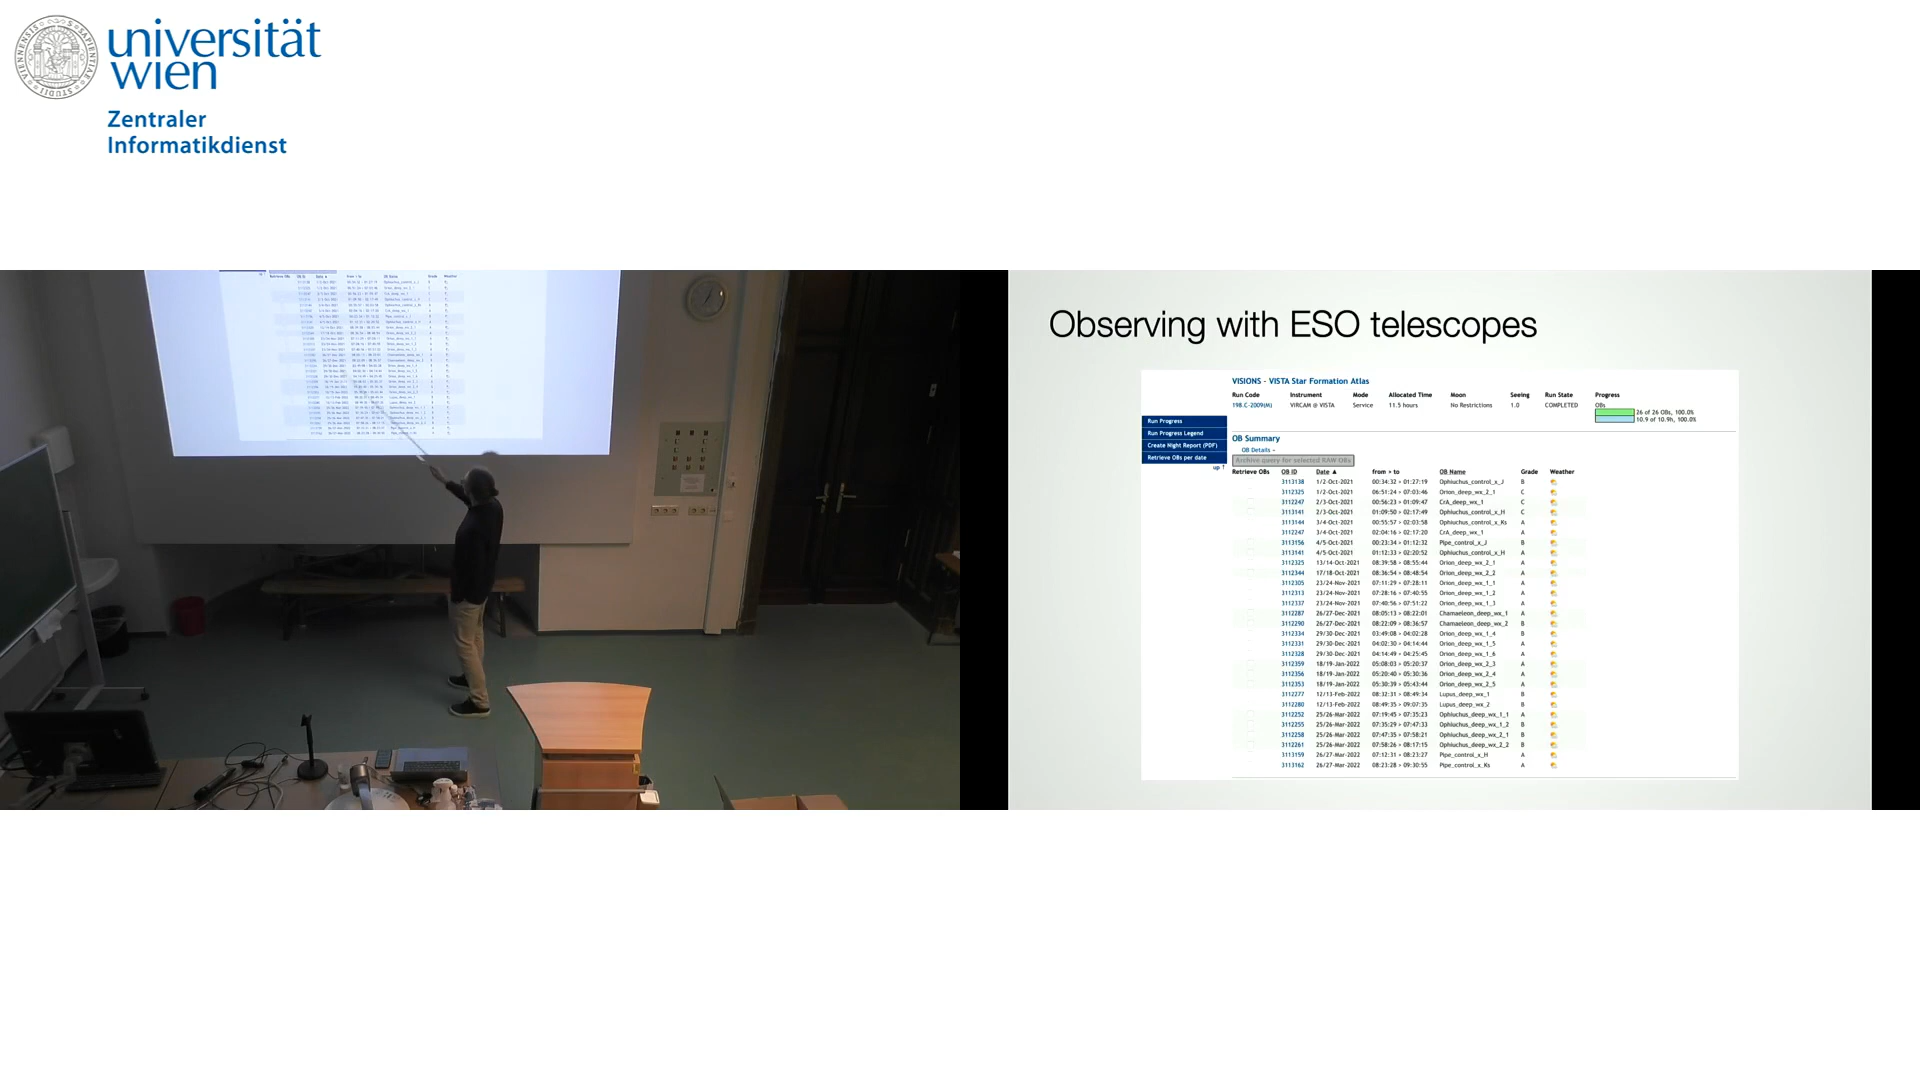 universität
wien
Zentraler
Informatikdienst
Observing with ESO telescopes
VISIONS - VISTA Star Formation Atlas
Run Code Instrument Mode Allocated Time Moon Seeing Run State Progress
198.C-2009(M) VIRCAM @ VISTA Service 11.5 hours No Restrictions 1.0 COMPLETED OBs
26 of 26 OBs, 100.0%
10.9 of 10.9h, 100.0%
Run Progress
Run Progress Legend
Create Night Report (PDF)
Retrieve OBs per date
up ↑
OB Summary
OB Details -
Archive query for selected RAW OBs
Retrieve OBs OB ID Date ▲ from > to OB Name Grade Weather
3113138 1/2-Oct-2021 00:34:32 > 01:27:19 Ophiuchus_control_x_J B
3112325 1/2-Oct-2021 06:51:24 > 07:03:46 Orion_deep_wx_2_1 C
3112247 2/3-Oct-2021 00:56:23 > 01:09:47 CrA_deep_wx_1 C
3113141 2/3-Oct-2021 01:09:50 > 02:17:49 Ophiuchus_control_x_H C
3113144 3/4-Oct-2021 00:55:57 > 02:03:58 Ophiuchus_control_x_Ks A
3112247 3/4-Oct-2021 02:04:16 > 02:17:20 CrA_deep_wx_1 A
3113156 4/5-Oct-2021 00:23:34 > 01:12:32 Pipe_control_x_J B
3113141 4/5-Oct-2021 01:12:33 > 02:20:52 Ophiuchus_control_x_H A
3112325 13/14-Oct-2021 08:39:58 > 08:55:44 Orion_deep_wx_2_1 A
3112344 17/18-Oct-2021 08:36:54 > 08:48:54 Orion_deep_wx_2_2 A
3112305 23/24-Nov-2021 07:11:29 > 07:28:11 Orion_deep_wx_1_1 A
3112313 23/24-Nov-2021 07:28:16 > 07:40:55 Orion_deep_wx_1_2 A
3112337 23/24-Nov-2021 07:40:56 > 07:51:22 Orion_deep_wx_1_3 A
3112287 26/27-Dec-2021 08:05:13 > 08:22:01 Chamaeleon_deep_wx_1 A
3112290 26/27-Dec-2021 08:22:09 > 08:36:57 Chamaeleon_deep_wx_2 B
3112334 29/30-Dec-2021 03:49:08 > 04:02:28 Orion_deep_wx_1_4 B
3112331 29/30-Dec-2021 04:02:30 > 04:14:44 Orion_deep_wx_1_5 A
3112328 29/30-Dec-2021 04:14:49 > 04:25:45 Orion_deep_wx_1_6 A
3112359 18/19-Jan-2022 05:08:03 > 05:20:37 Orion_deep_wx_2_3 A
3112356 18/19-Jan-2022 05:20:40 > 05:30:36 Orion_deep_wx_2_4 A
3112353 18/19-Jan-2022 05:30:39 > 05:43:44 Orion_deep_wx_2_5 A
3112277 12/13-Feb-2022 08:32:31 > 08:49:34 Lupus_deep_wx_1 B
3112280 12/13-Feb-2022 08:49:35 > 09:07:35 Lupus_deep_wx_2 B
3112252 25/26-Mar-2022 07:19:45 > 07:35:23 Ophiuchus_deep_wx_1_1 A
3112255 25/26-Mar-2022 07:35:29 > 07:47:33 Ophiuchus_deep_wx_1_2 B
3112258 25/26-Mar-2022 07:47:35 > 07:58:21 Ophiuchus_deep_wx_2_1 B
3112261 25/26-Mar-2022 07:58:26 > 08:17:15 Ophiuchus_deep_wx_2_2 B
3113159 26/27-Mar-2022 07:12:31 > 08:23:27 Pipe_control_x_H A
3113162 26/27-Mar-2022 08:23:28 > 09:30:55 Pipe_control_x_Ks A